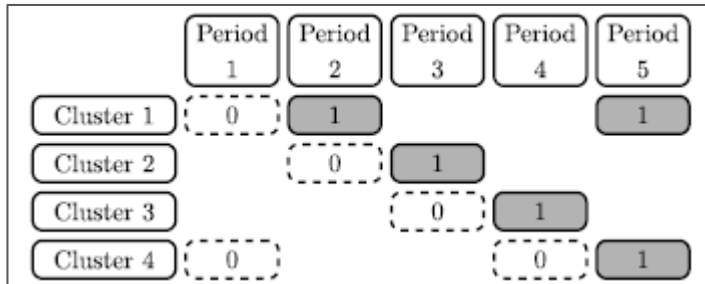 Period Period Period Period Period
1 2 3 4 5
Cluster 1 0 1 1
Cluster 2 0 1
Cluster 3 0 1
Cluster 4 0 0 1